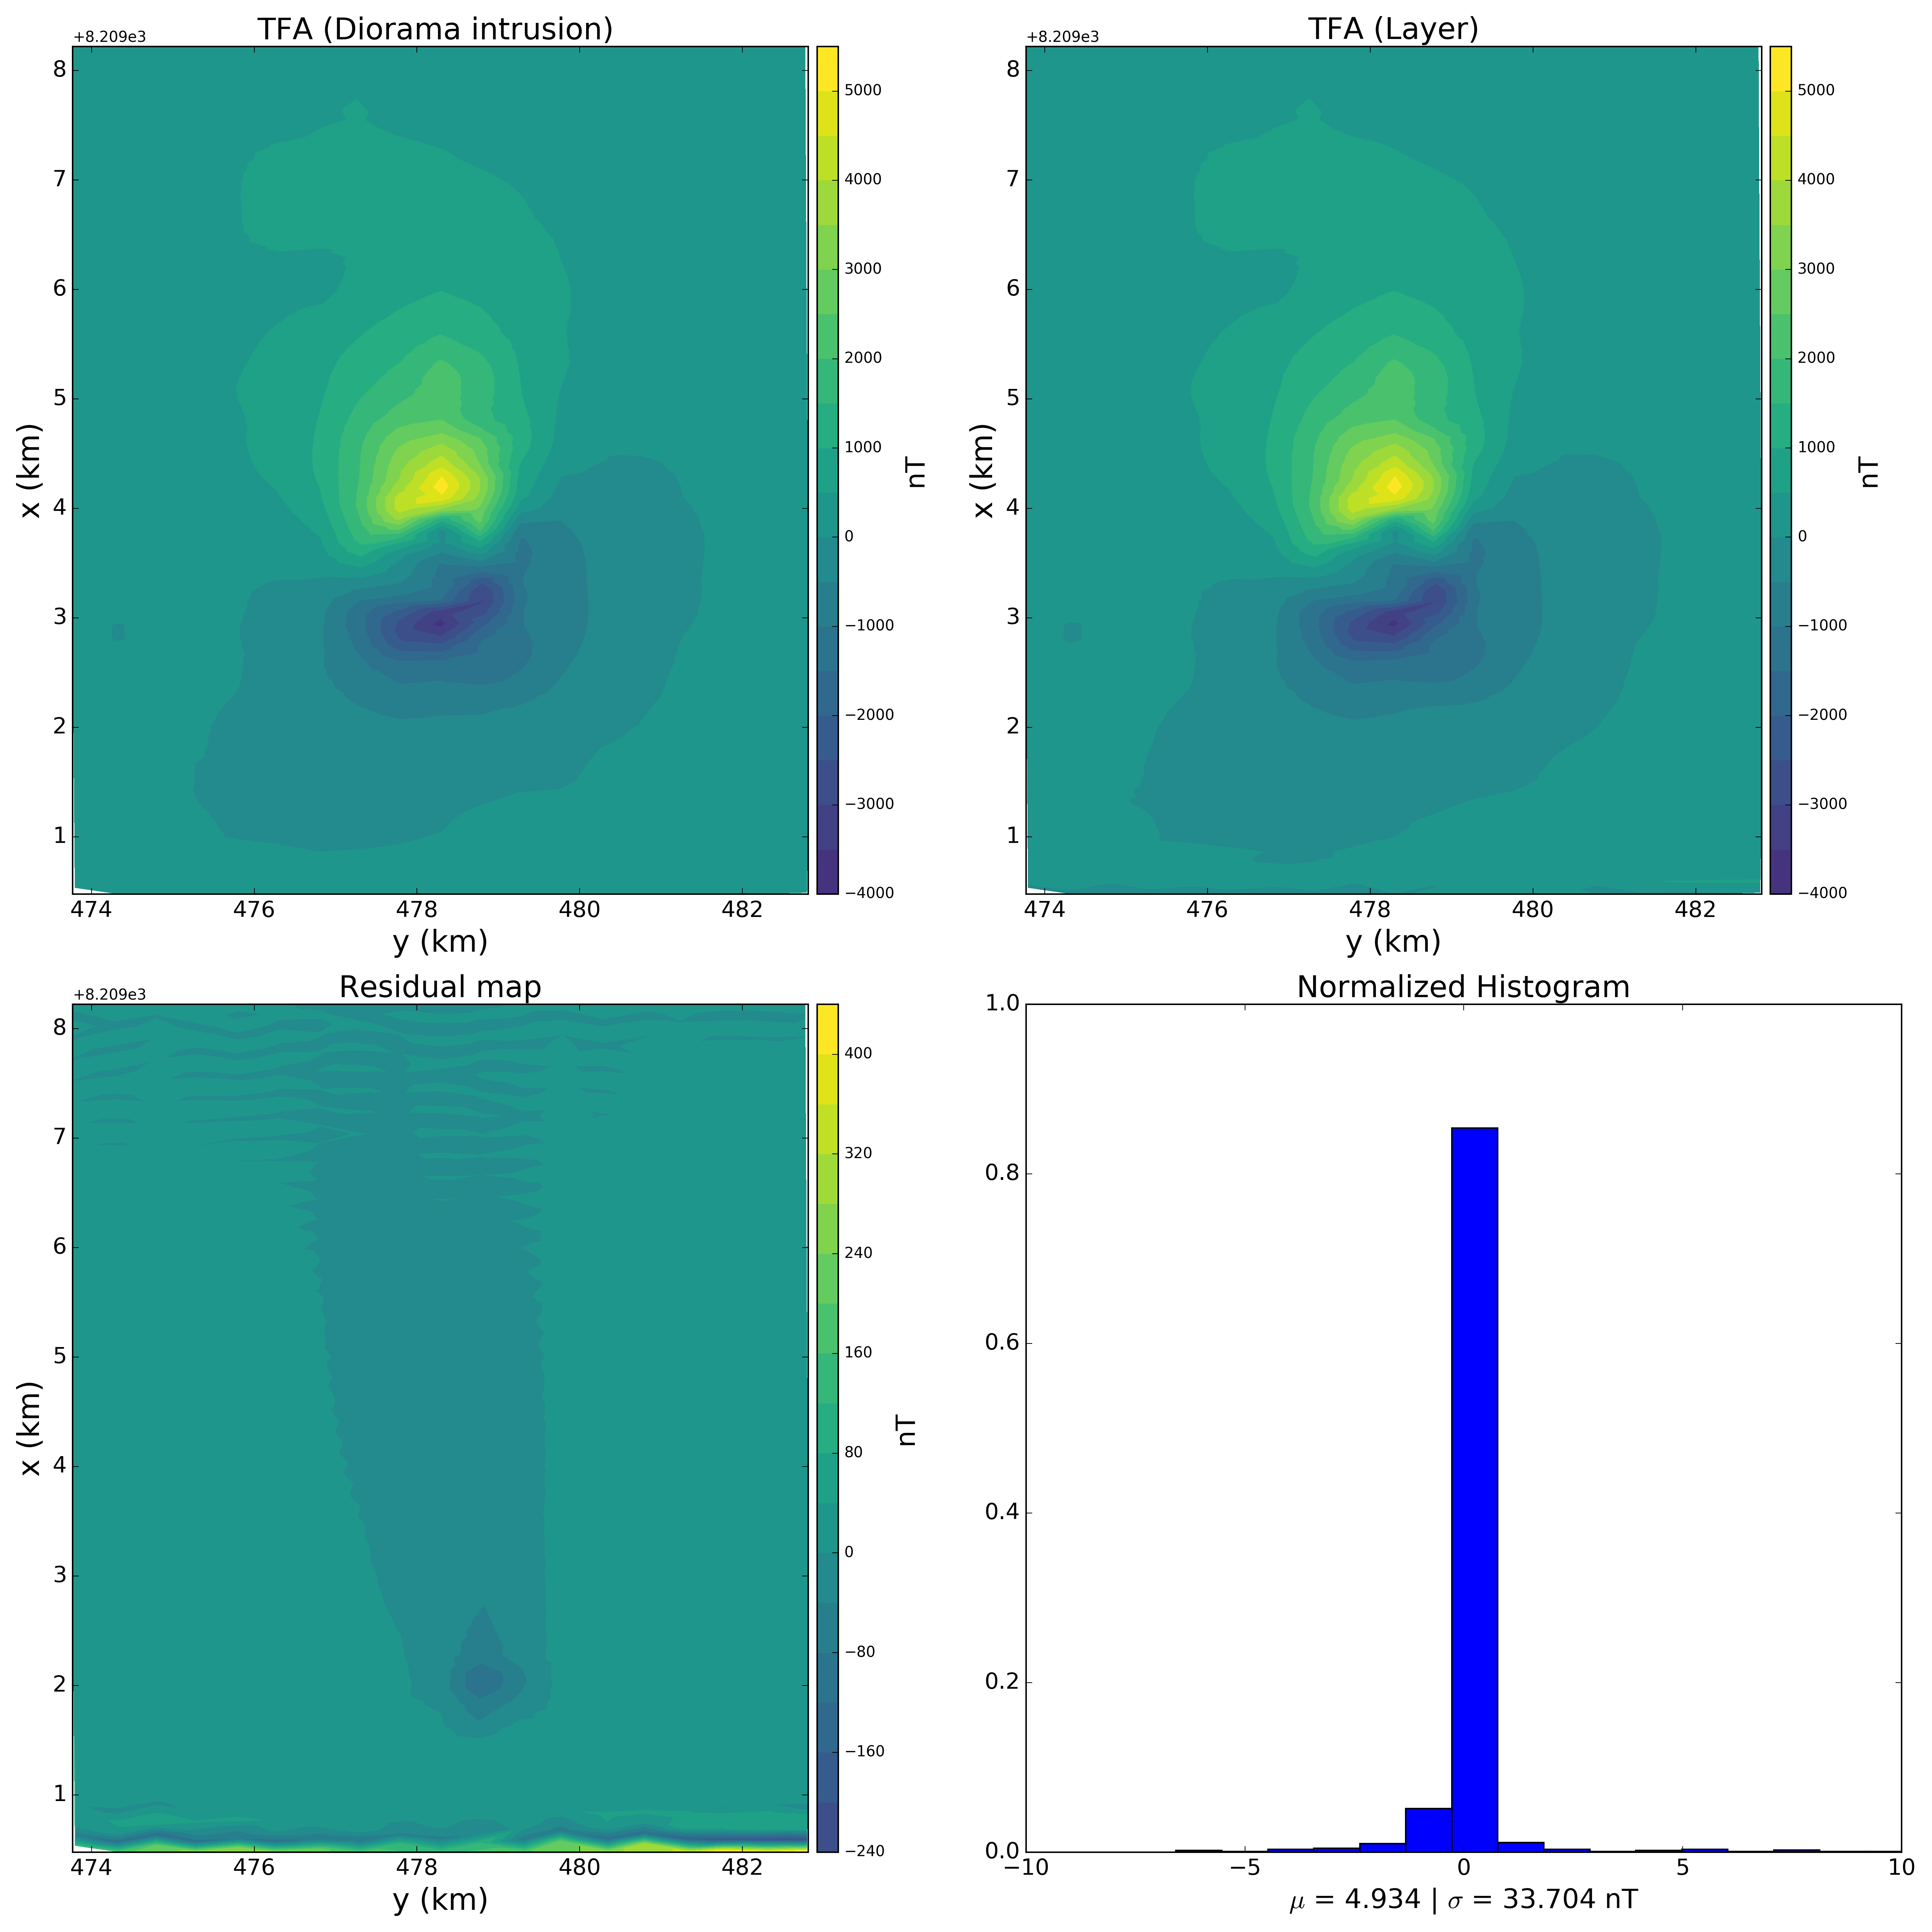 TFA (Diorama intrusion)
+8.209e3
8
7
6
5
4
3
2
1
x (km)
474 476 478 480 482
y (km)
5000
4000
3000
2000
1000
0
−1000
−2000
−3000
−4000
nT
TFA (Layer)
+8.209e3
8
7
6
5
4
3
2
1
x (km)
474 476 478 480 482
y (km)
5000
4000
3000
2000
1000
0
−1000
−2000
−3000
−4000
nT
Residual map
+8.209e3
8
7
6
5
4
3
2
1
x (km)
474 476 478 480 482
y (km)
400
320
240
160
80
0
−80
−160
−240
nT
Normalized Histogram
1.0
0.8
0.6
0.4
0.2
0.0
−10 −5 0 5 10
μ = 4.934 | σ = 33.704 nT